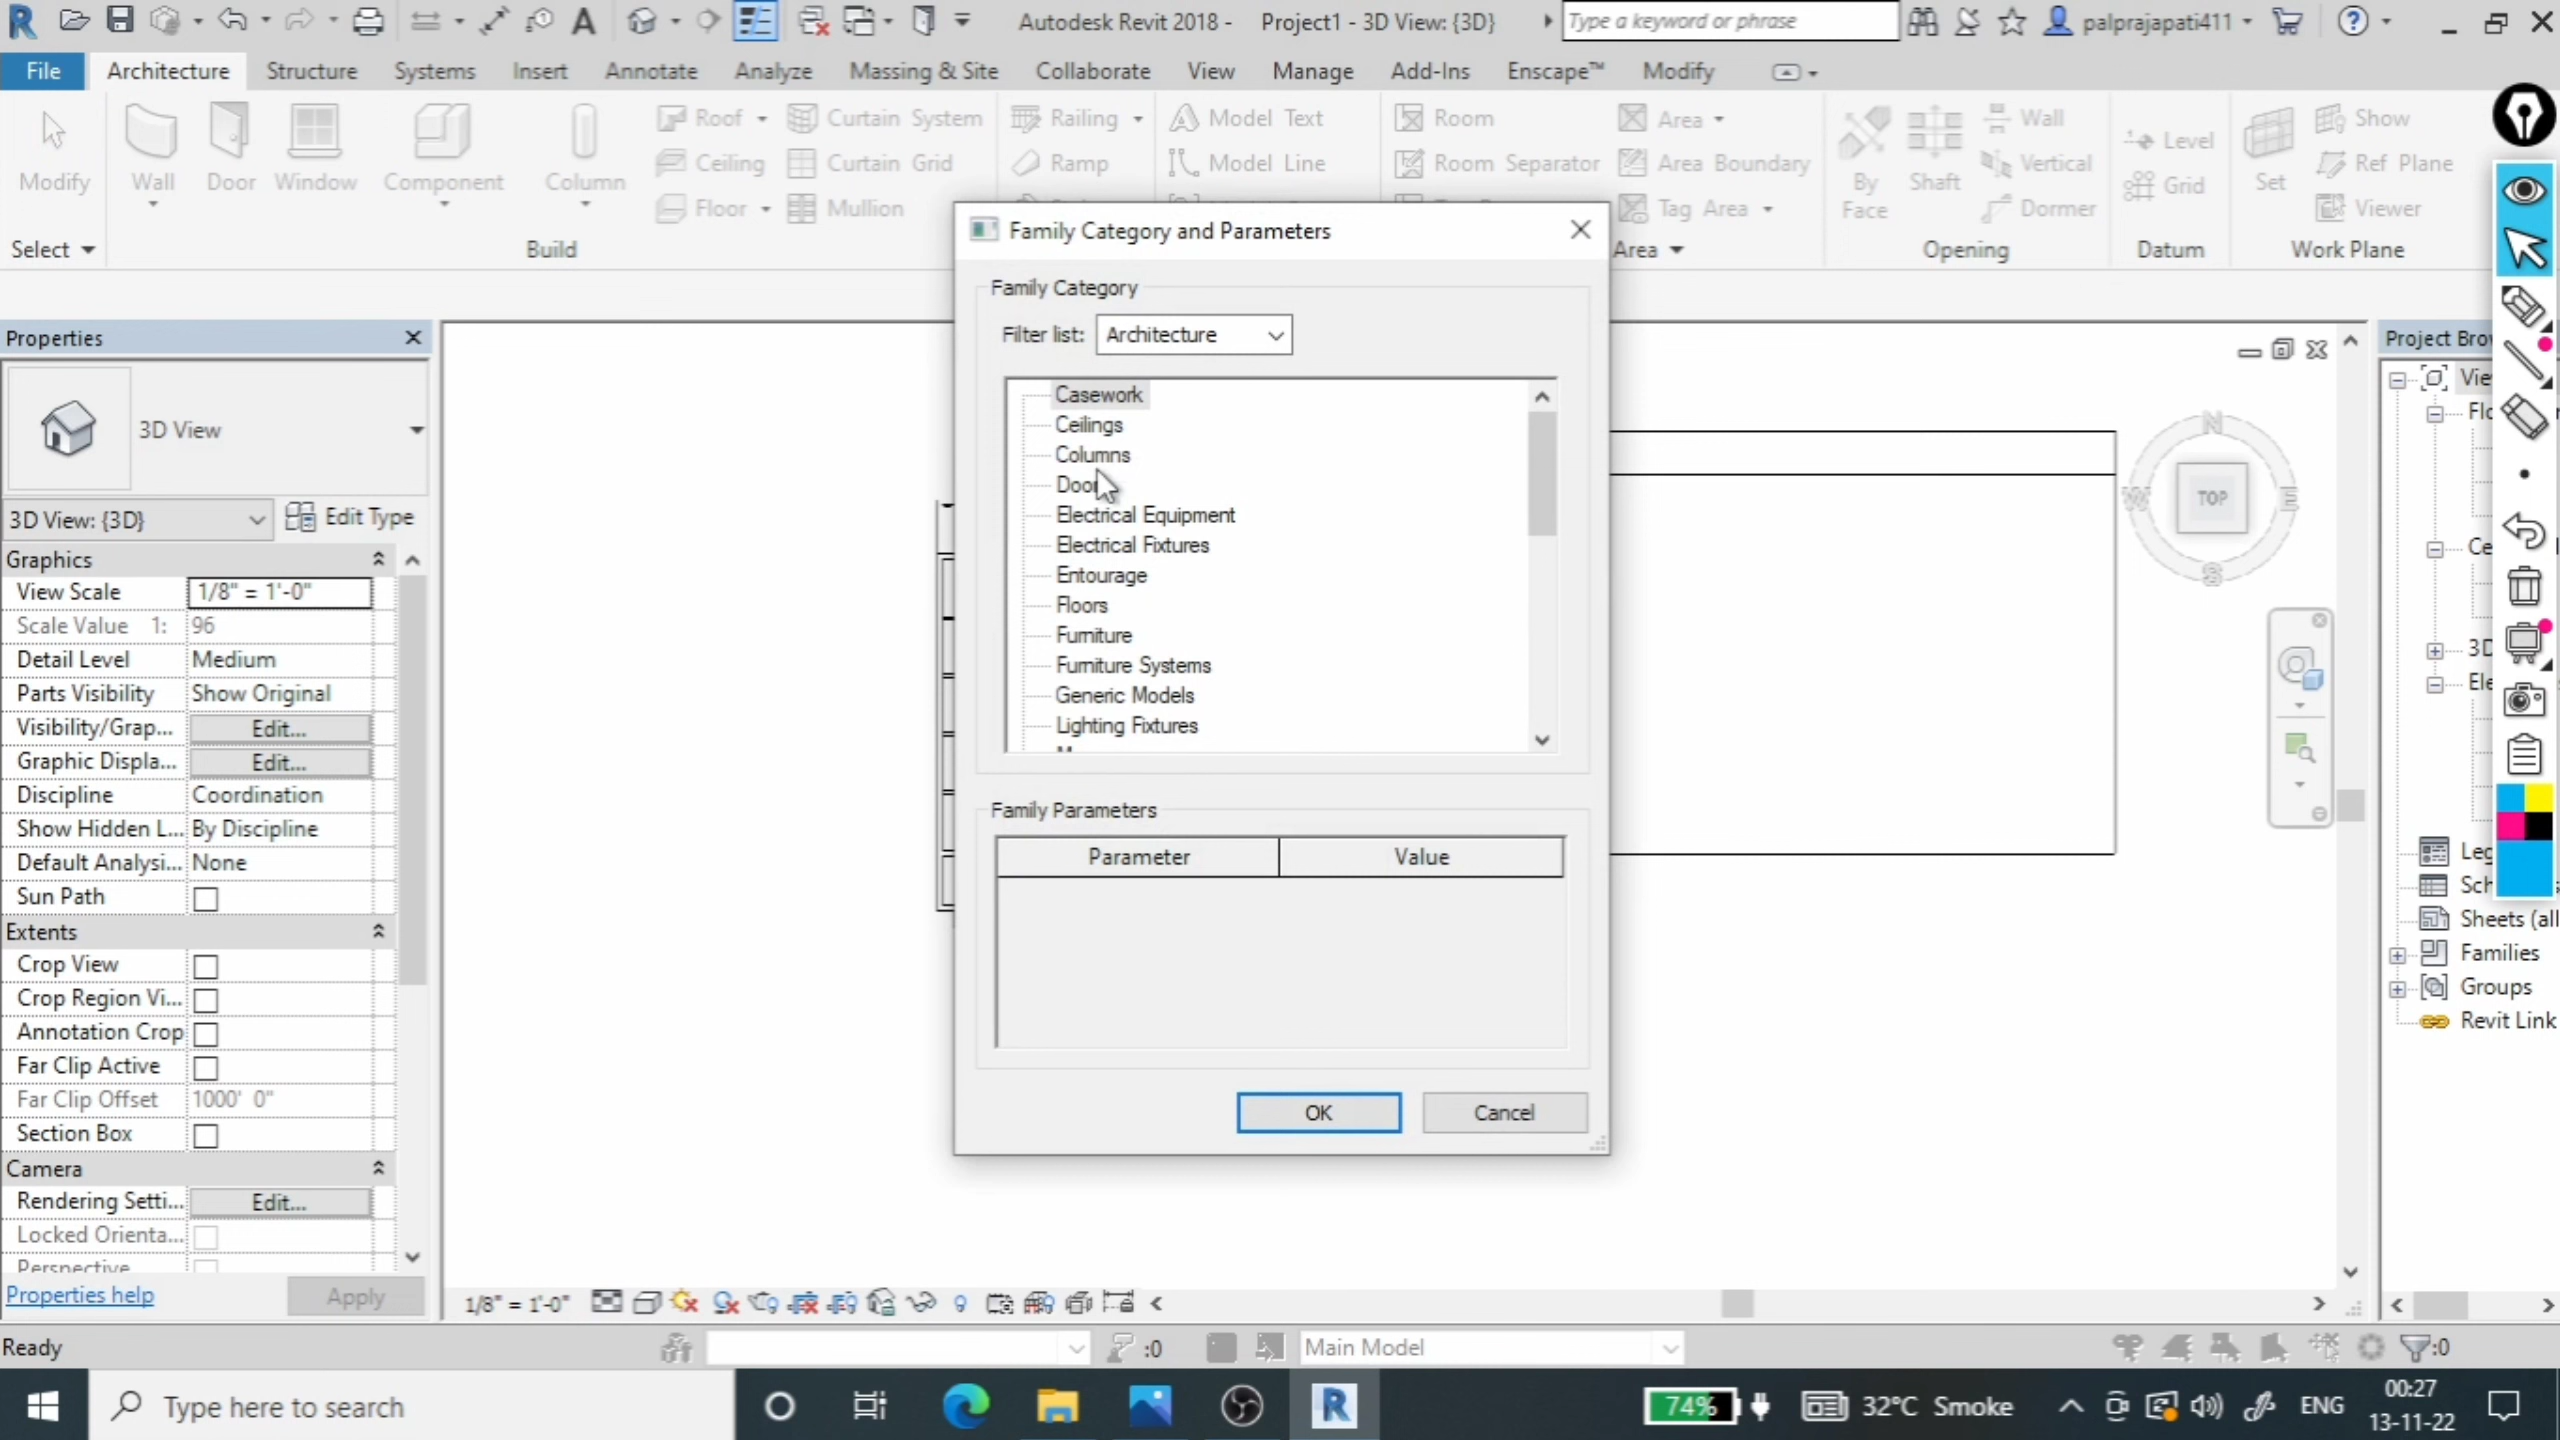 Autodesk Revit 2018 - Project1 - 3D View: {3D}
Type a keyword or phrase
palprajapati411
File Architecture Structure Systems Insert Annotate Analyze Massing & Site Collaborate View Manage Add-Ins Enscape™ Modify
Modify
Wall
Door
Window
Component
Column
Roof
Ceiling
Floor
Curtain System
Curtain Grid
Mullion
Railing
Ramp
Model Text
Model Line
Room
Room Separator
Area
Area Boundary
Tag Area
By
Face
Shaft
Wall
Vertical
Dormer
Level
Grid
Set
Show
Ref Plane
Viewer
Select
Build
Area
Opening
Datum
Work Plane
Properties
3D View
3D View: {3D}
Edit Type
Graphics
View Scale 1/8" = 1'-0"
Scale Value 1: 96
Detail Level Medium
Parts Visibility Show Original
Visibility/Grap... Edit...
Graphic Displa... Edit...
Discipline Coordination
Show Hidden L... By Discipline
Default Analysi... None
Sun Path
Extents
Crop View
Crop Region Vi...
Annotation Crop
Far Clip Active
Far Clip Offset 1000' 0"
Section Box
Camera
Rendering Setti... Edit...
Locked Orienta...
Perspective
Properties help
Apply
Family Category and Parameters
Family Category
Filter list: Architecture
Casework
Ceilings
Columns
Electrical Equipment
Electrical Fixtures
Entourage
Floors
Furniture
Furniture Systems
Generic Models
Lighting Fixtures
Family Parameters
Parameter Value
OK
Cancel
N
W TOP E
S
Project Brow
Vie
Flo
Ce
3D
Ele
Leg
Sch
Sheets (all
Families
Groups
Revit Link
1/8" = 1'-0"
Ready
:0
Main Model
:0
Type here to search
74%
32°C Smoke
ENG
00:27
13-11-22